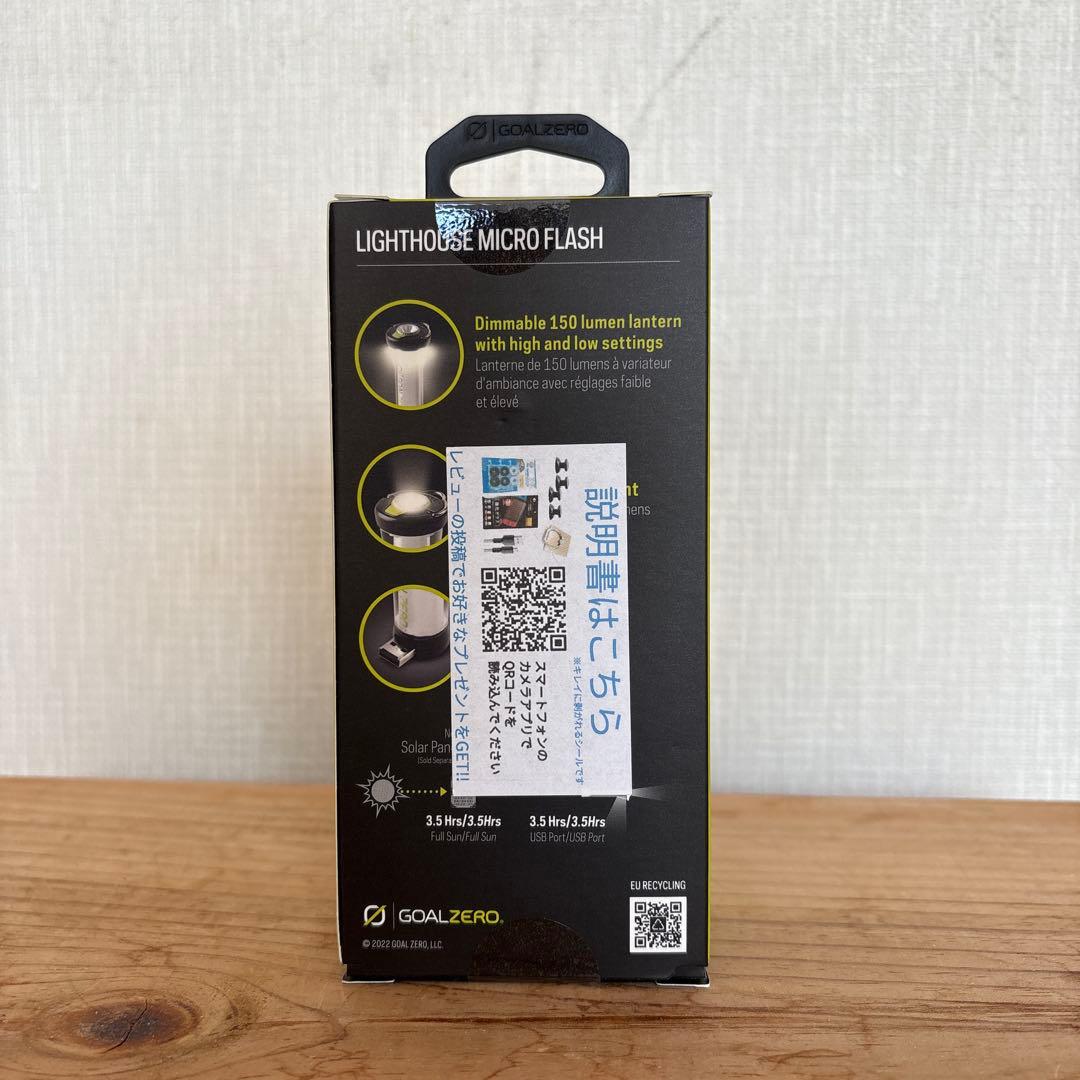 GOALZERO
LIGHTHOUSE MICRO FLASH
Dimmable 150 lumen lantern
with high and low settings
Lanterne de 150 lumens à variateur
d'ambiance avec réglages faible
et élevé
説明書はこちら
※キレイに剥がれるシールです
スマートフォンの
カメラアプリで
QRコードを
読み込んでください
レビューの投稿でお好きなプレゼントをGET!!
Solar
3.5 Hrs/3.5Hrs
Full Sun/Full Sun
3.5 Hrs/3.5Hrs
USB Port/USB Port
EU RECYCLING
GOALZERO®
© 2022 GOAL ZERO, LLC.